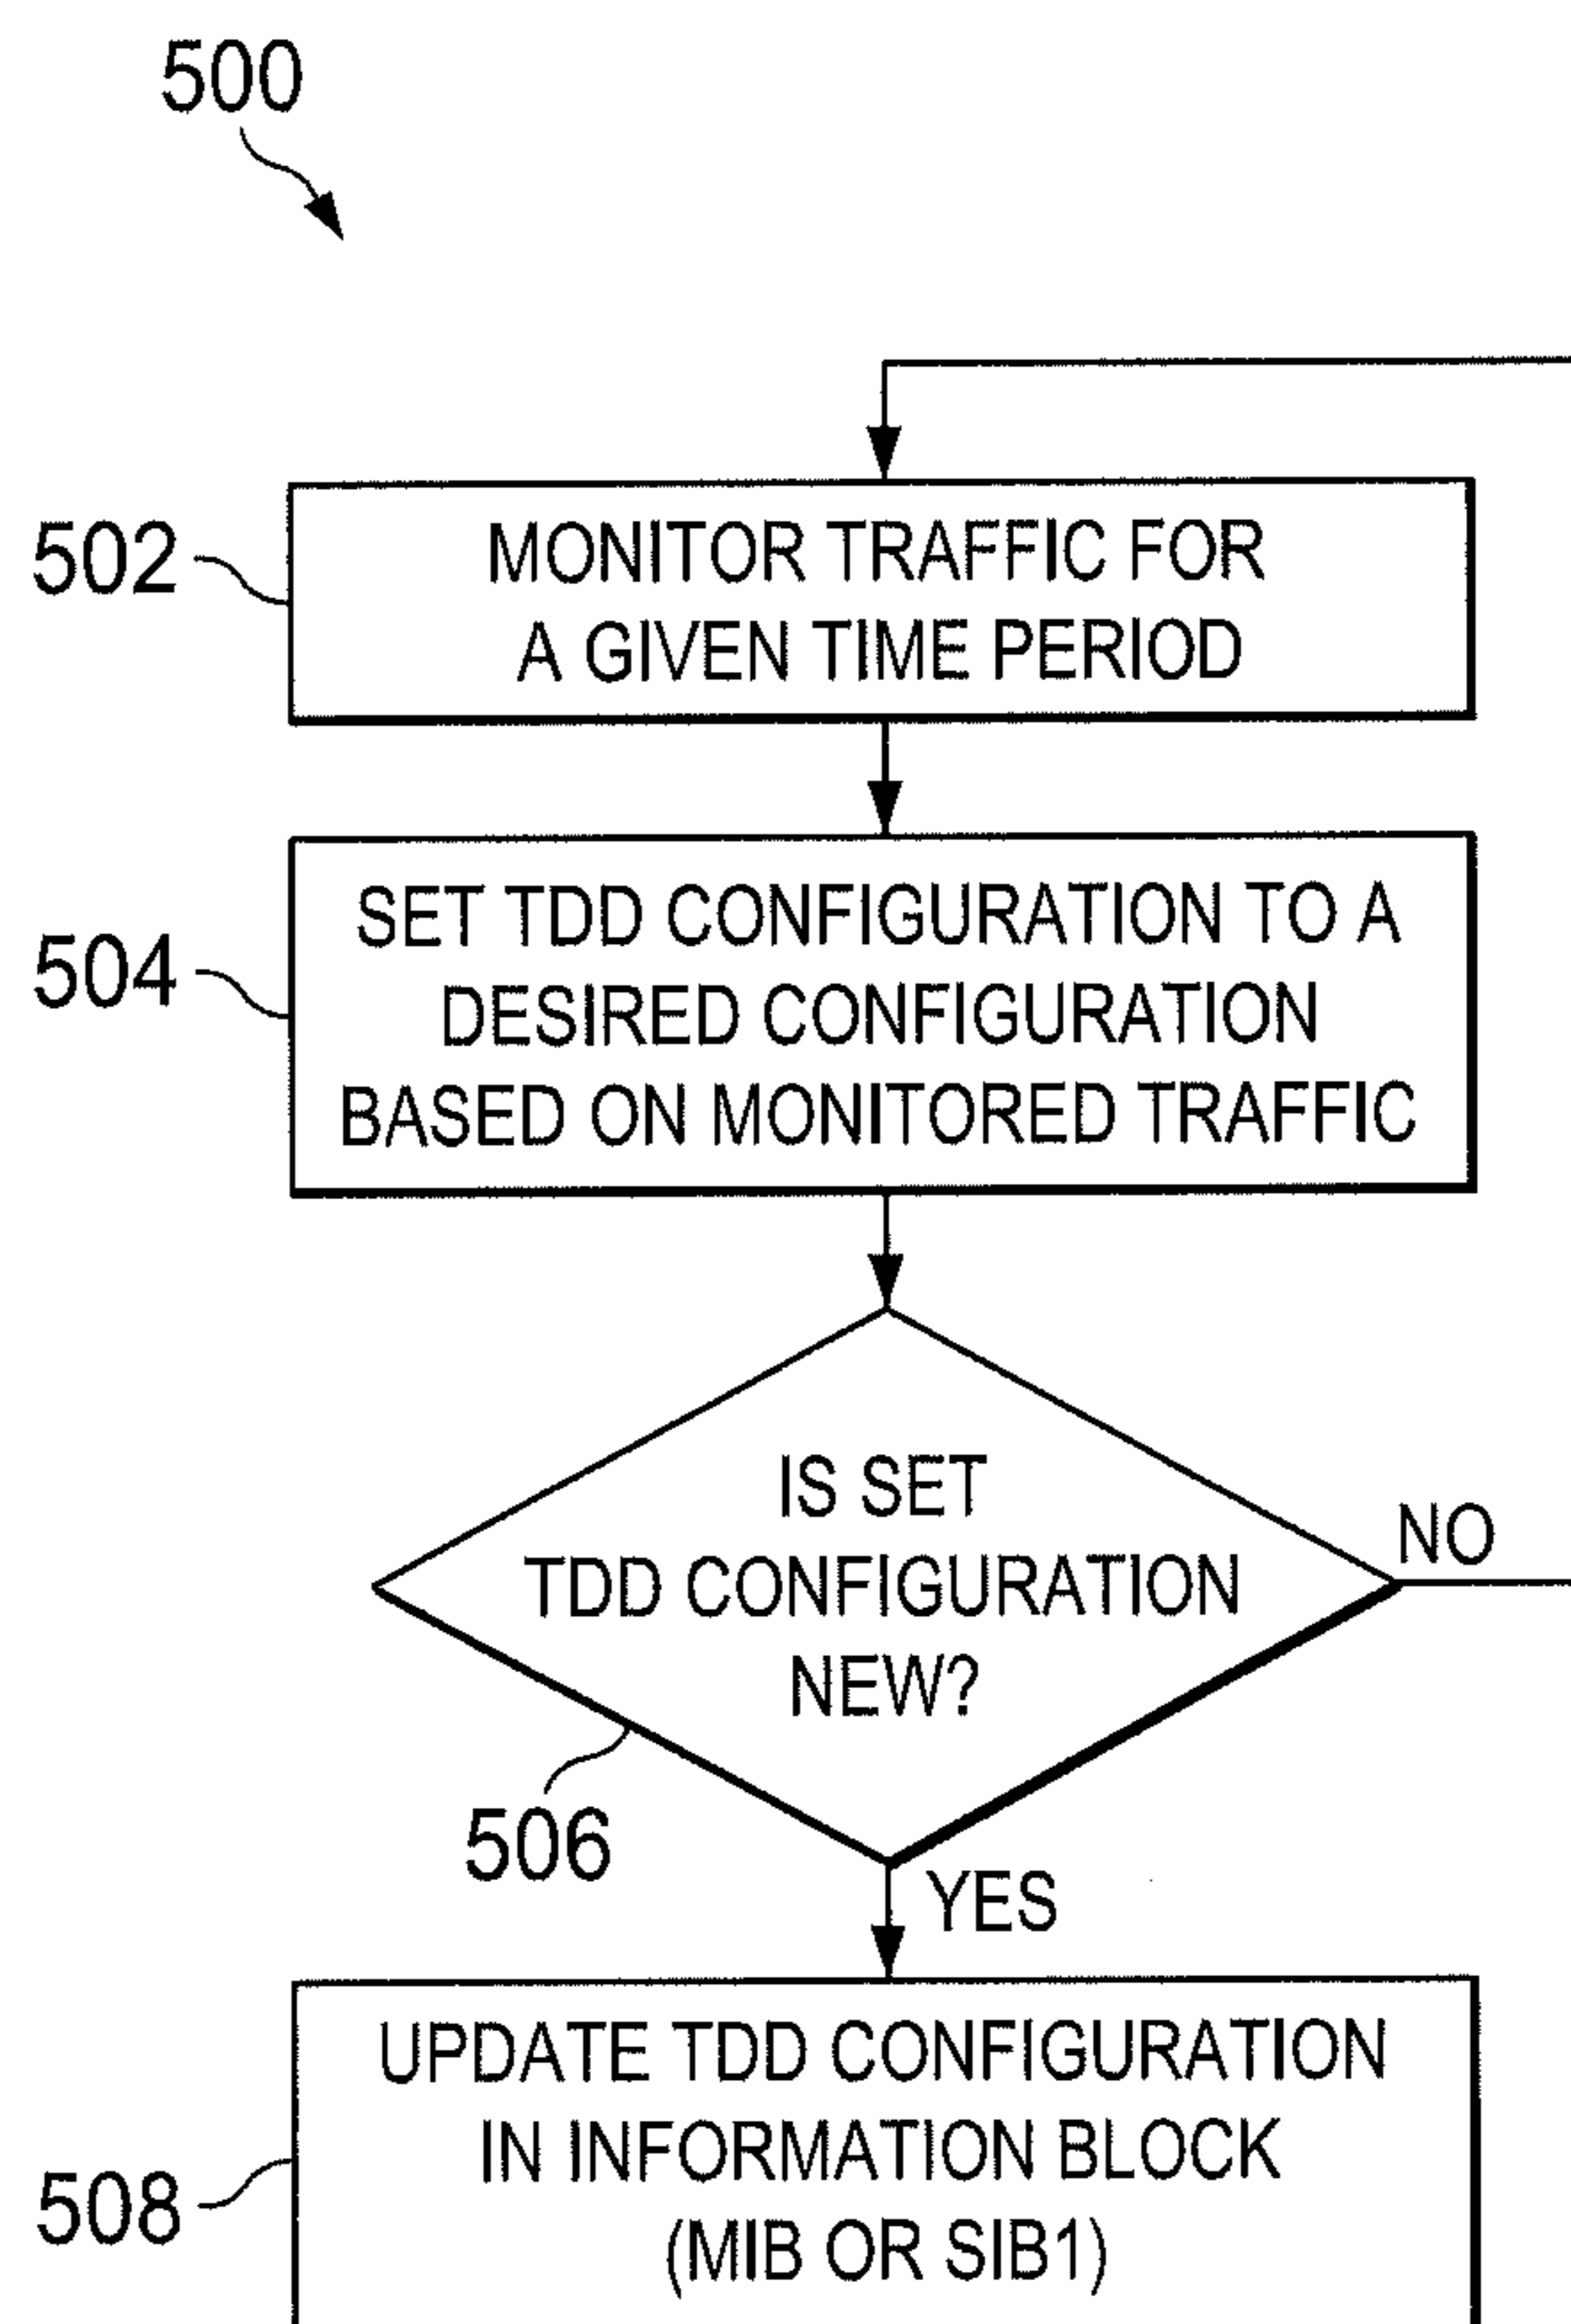 500
502
MONITOR TRAFFIC FOR
A GIVEN TIME PERIOD
504
SET TDD CONFIGURATION TO A
DESIRED CONFIGURATION
BASED ON MONITORED TRAFFIC
IS SET
TDD CONFIGURATION
NEW?
NO
506
YES
508
UPDATE TDD CONFIGURATION
IN INFORMATION BLOCK
(MIB OR SIB1)